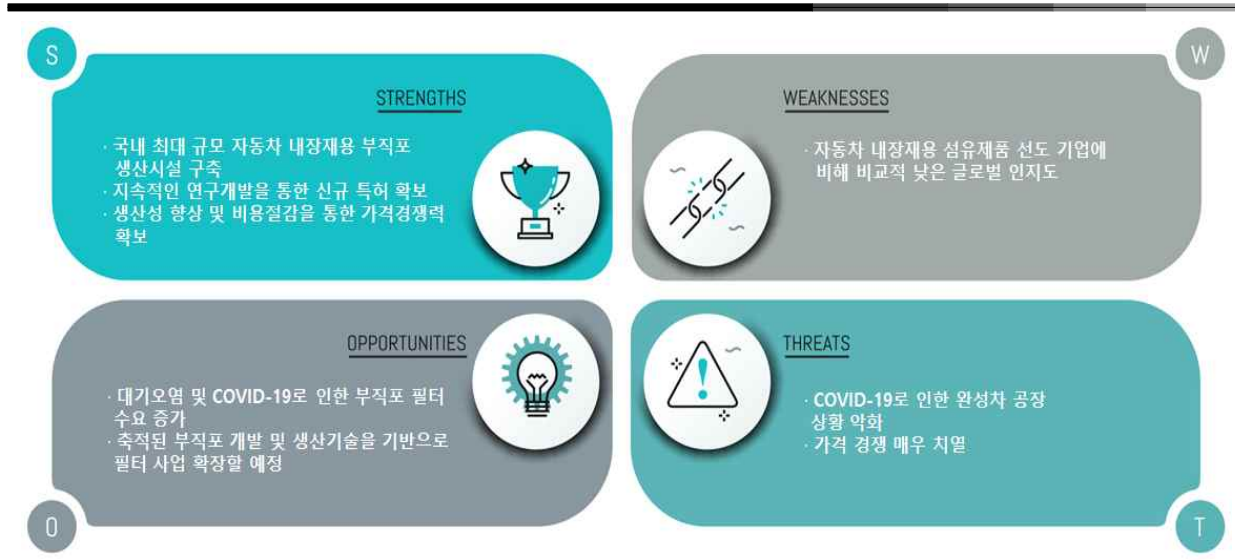 S
STRENGTHS
· 국내 최대 규모 자동차 내장재용 부직포
생산시설 구축
· 지속적인 연구개발을 통한 신규 특허 확보
· 생산성 향상 및 비용절감을 통한 가격경쟁력
확보
W
WEAKNESSES
· 자동차 내장재용 섬유제품 선도 기업에
비해 비교적 낮은 글로벌 인지도
OPPORTUNITIES
· 대기오염 및 COVID-19로 인한 부직포 필터
수요 증가
· 축적된 부직포 개발 및 생산기술을 기반으로
필터 사업 확장할 예정
O
THREATS
· COVID-19로 인한 완성차 공장
상황 악화
· 가격 경쟁 매우 치열
T